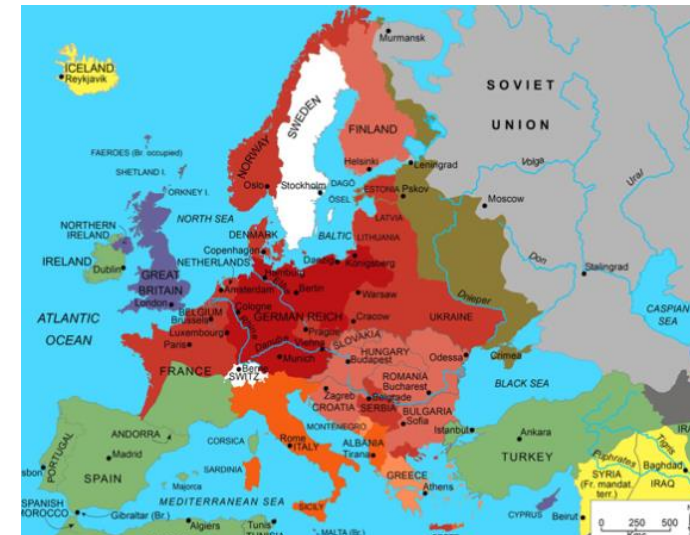 Murmansk
ICELAND
Reykjavik
SOVIET
UNION
SWEDEN
FINLAND
NORWAY
FAEROES (Br. occupied)
SHETLAND I.
Helsinki
Leningrad
Volga
Ural
ORKNEY I.
Oslo
Stockholm
DAGÖ
ÖSEL
ESTONIA
Pskov
Moscow
NORTH SEA
NORTHERN
IRELAND
DENMARK
Copenhagen
BALTIC
LATVIA
LITHUANIA
IRELAND
Dublin
NETHERLANDS
Hamburg
Danzig
Königsberg
Don
Stalingrad
GREAT
BRITAIN
London
Amsterdam
Elbe
Berlin
Warsaw
Dnieper
CASPIAN
SEA
ATLANTIC
OCEAN
BELGIUM
Brussels
Cologne
Rhine
GERMAN REICH
Cracow
UKRAINE
Luxembourg
Prague
Paris
Danube
Vienna
SLOVAKIA
Munich
HUNGARY
Budapest
Odessa
Crimea
FRANCE
Bern
SWITZ
ROMANIA
Bucharest
BLACK SEA
Zagreb
Belgrade
CROATIA
SERBIA
BULGARIA
Sofia
ANDORRA
CORSICA
MONTENEGRO
Istanbul
Ankara
PORTUGAL
Madrid
Rome
ITALY
ALBANIA
Tirana
TURKEY
IRA
Tigris
SPAIN
SARDINIA
GREECE
Euphrates
Baghdad
sbon
Majorca
Athens
SYRIA
(Fr. mandat.
terr.)
IRAQ
MEDITERRANEAN SEA
SPANISH
MOROCCO
Gibraltar (Br.)
SICILY
CYPRUS
Beirut
Algiers
Tunis
MALTA (Br.)
0 250 500